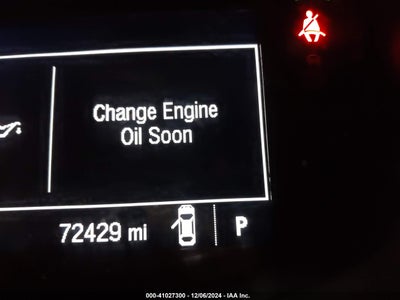 Change Engine
Oil Soon
72429 mi
P
000-41027300 - 12/06/2024 - IAA Inc.